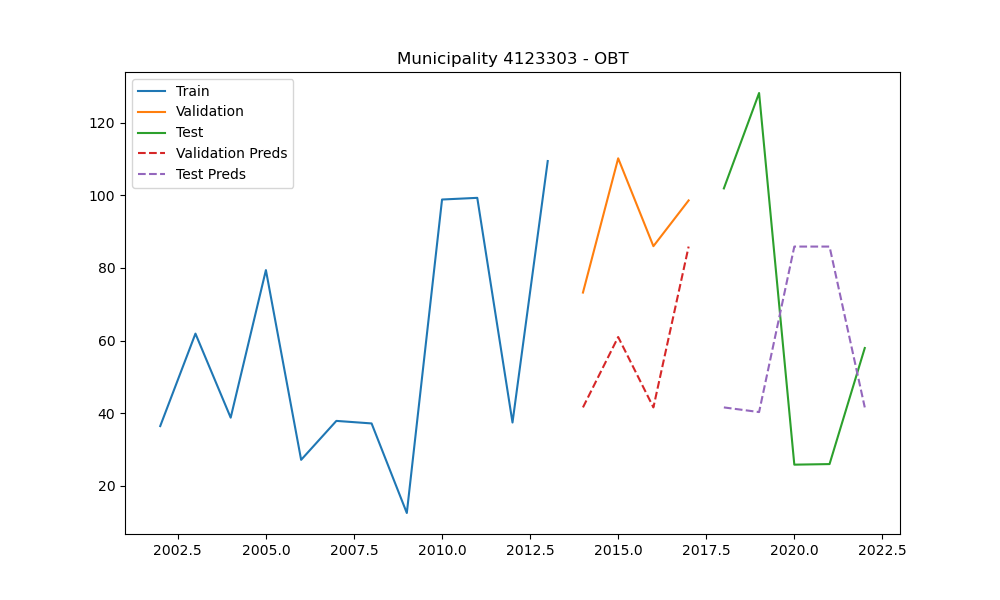 Municipality 4123303 - OBT
Train
Validation
Test
Validation Preds
Test Preds
120
100
80
60
40
20
2002.5 2005.0 2007.5 2010.0 2012.5 2015.0 2017.5 2020.0 2022.5